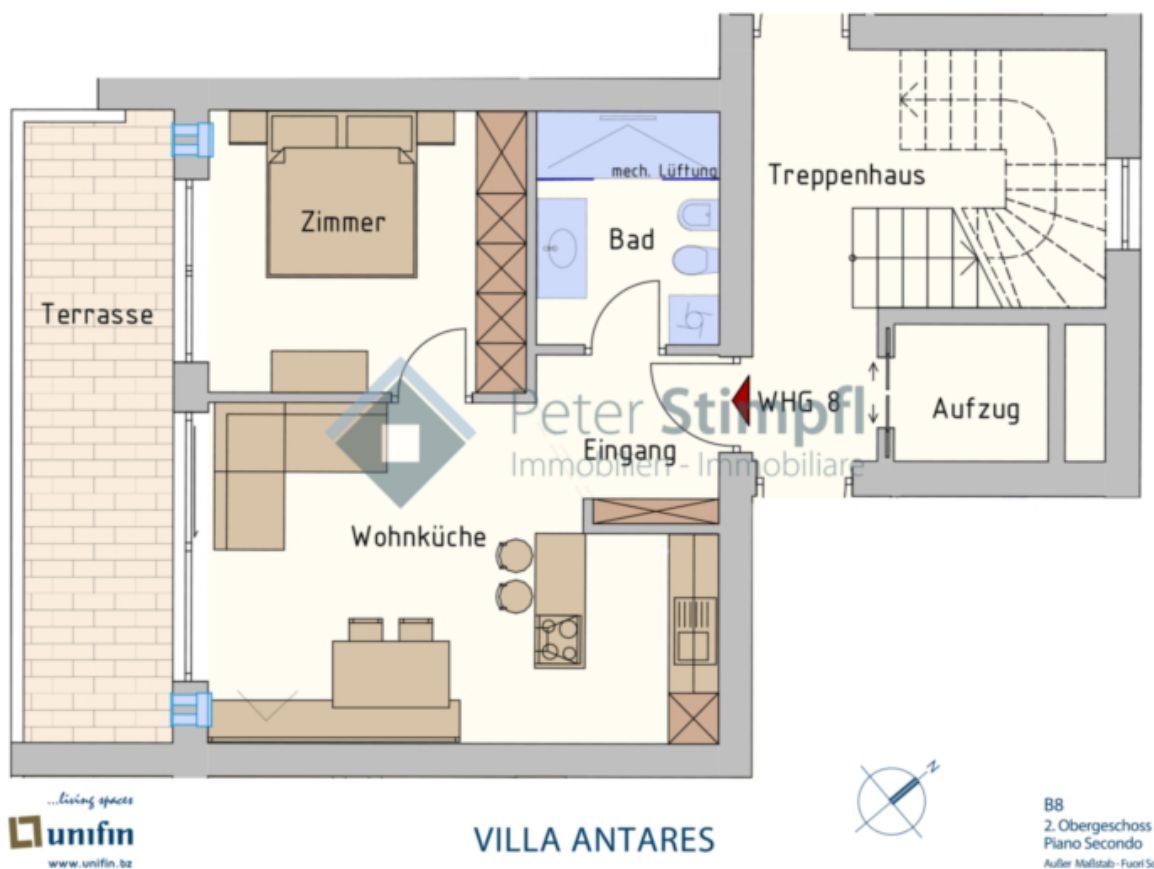 mech. Lüftung
Treppenhaus
Zimmer
Bad
Terrasse
Peter Stimpfl
WHG 8
Aufzug
Eingang
Immobilien - Immobiliare
Wohnküche
...living spaces
unifin
www.unifin.bz
VILLA ANTARES
N
B8
2. Obergeschoss
Piano Secondo
Außer Maßstab - Fuori